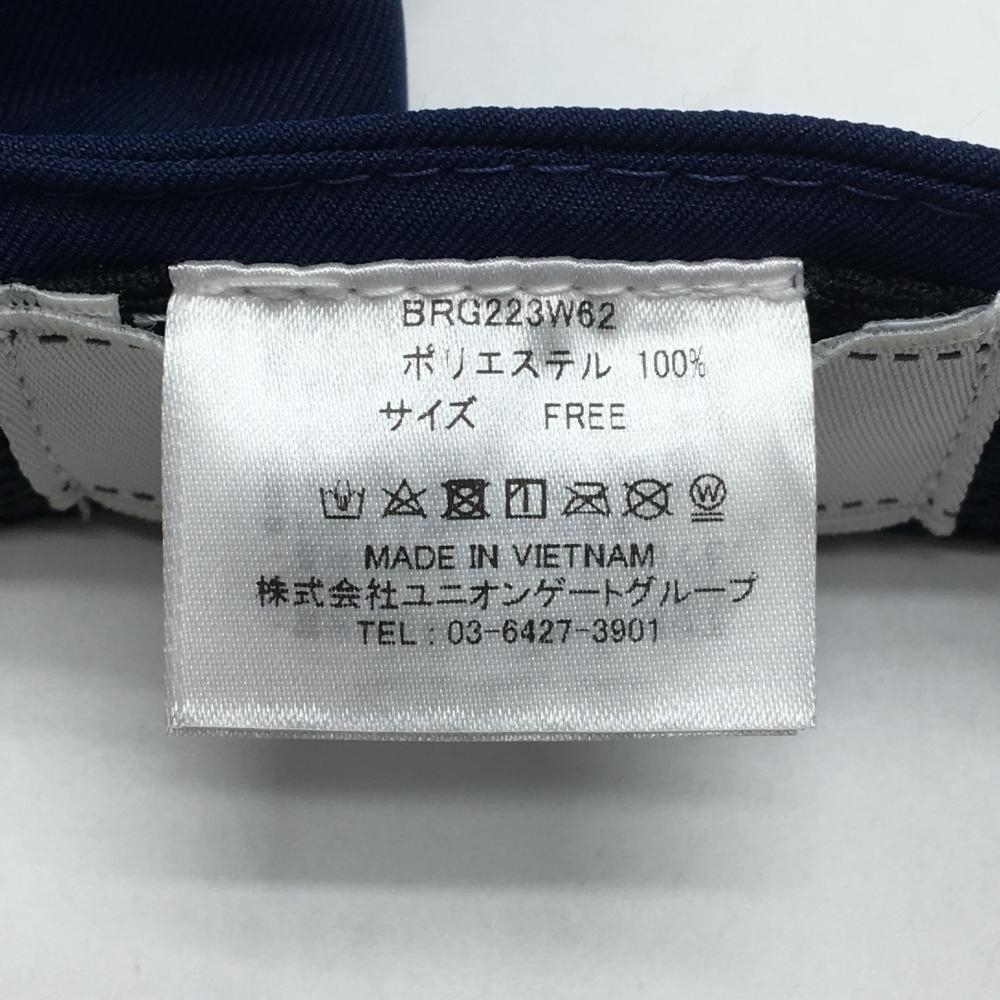 BRG223W62
ポリエステル 100%
サイズ FREE
W
MADE IN VIETNAM
株式会社ユニオンゲートグループ
TEL : 03-6427-3901